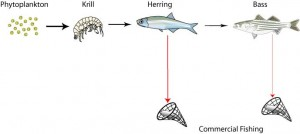 Phytoplankton Krill Herring Bass
Commercial Fishing